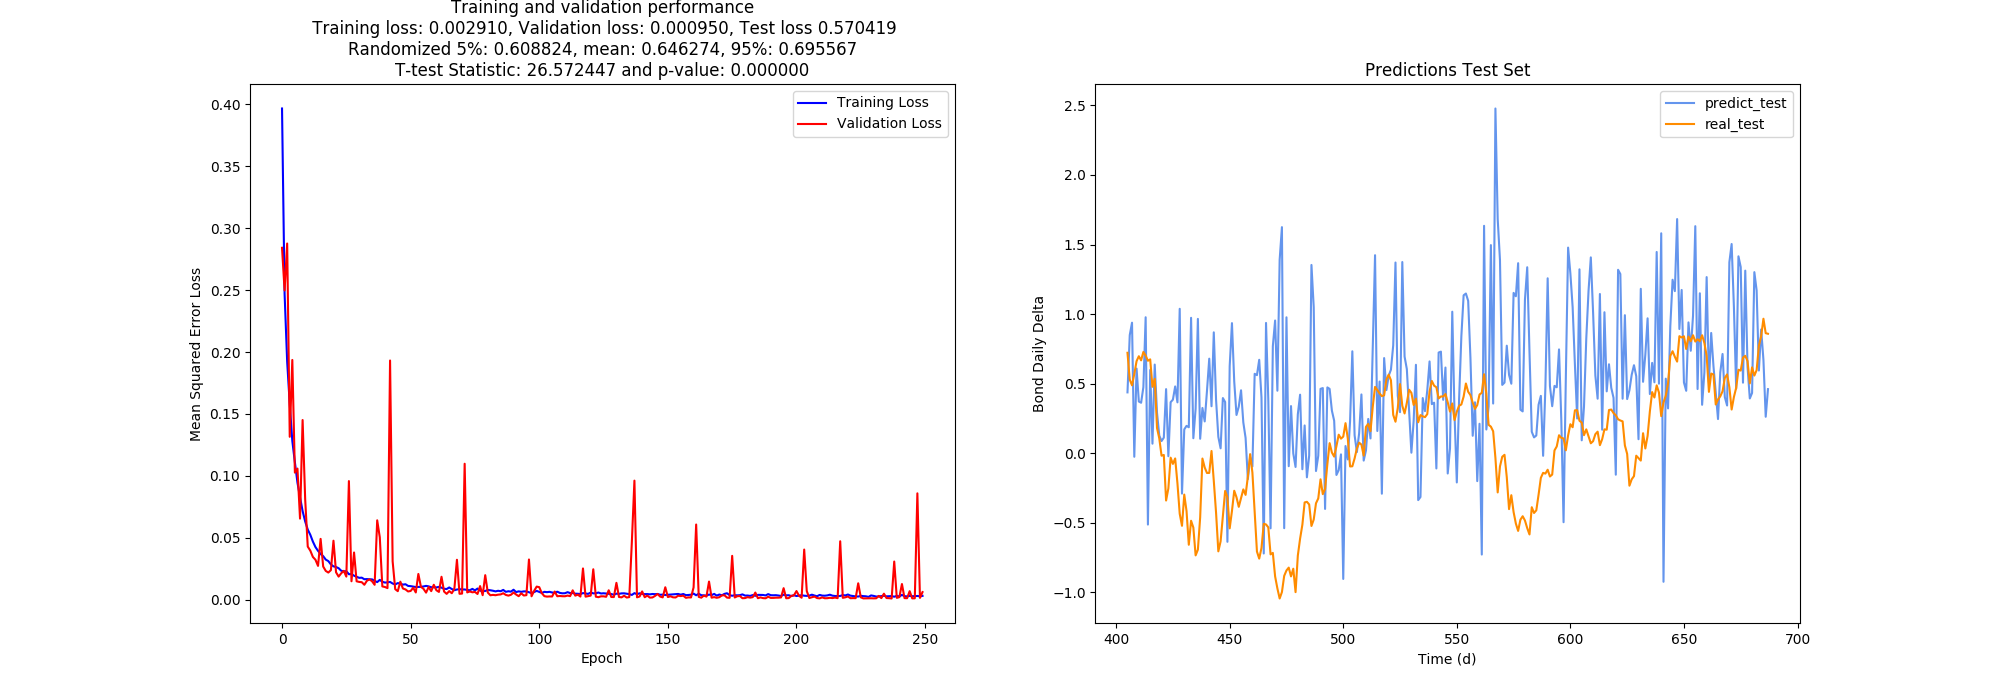 Training and validation performance
Training loss: 0.002910, Validation loss: 0.000950, Test loss 0.570419
Randomized 5%: 0.608824, mean: 0.646274, 95%: 0.695567
T-test Statistic: 26.572447 and p-value: 0.000000
Training Loss
Validation Loss
0.40
0.35
0.30
0.25
0.20
0.15
0.10
0.05
0.00
Mean Squared Error Loss
0
50
100
150
200
250
Epoch
Predictions Test Set
predict_test
real_test
2.5
2.0
1.5
1.0
0.5
0.0
−0.5
−1.0
Bond Daily Delta
400
450
500
550
600
650
700
Time (d)